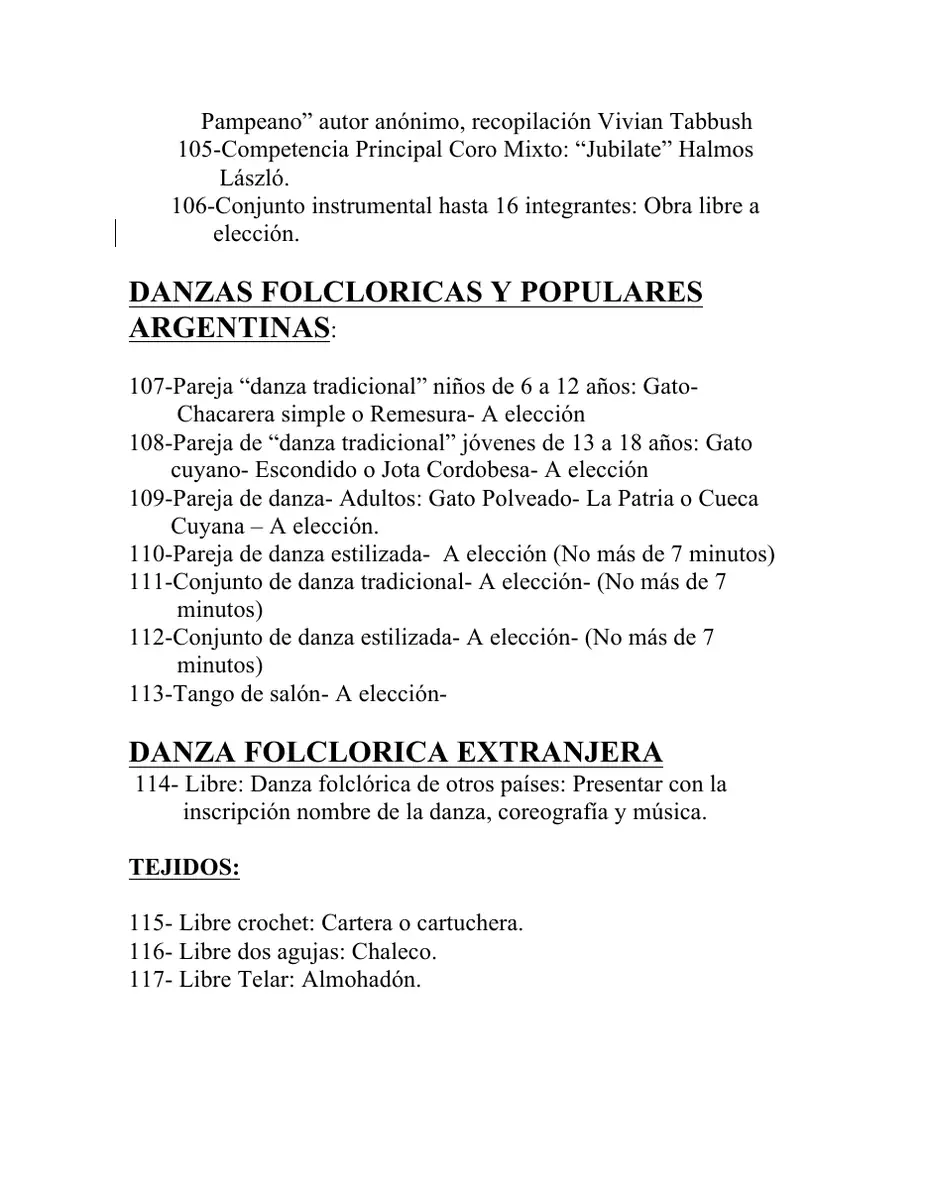 Pampeano” autor anónimo, recopilación Vivian Tabbush
105-Competencia Principal Coro Mixto: “Jubilate” Halmos
László.
106-Conjunto instrumental hasta 16 integrantes: Obra libre a
elección.
DANZAS FOLCLORICAS Y POPULARES
ARGENTINAS:
107-Pareja “danza tradicional” niños de 6 a 12 años: Gato-
Chacarera simple o Remesura- A elección
108-Pareja de “danza tradicional” jóvenes de 13 a 18 años: Gato
cuyano- Escondido o Jota Cordobesa- A elección
109-Pareja de danza- Adultos: Gato Polveado- La Patria o Cueca
Cuyana – A elección.
110-Pareja de danza estilizada-  A elección (No más de 7 minutos)
111-Conjunto de danza tradicional- A elección- (No más de 7
minutos)
112-Conjunto de danza estilizada- A elección- (No más de 7
minutos)
113-Tango de salón- A elección-
DANZA FOLCLORICA EXTRANJERA
114- Libre: Danza folclórica de otros países: Presentar con la
inscripción nombre de la danza, coreografía y música.
TEJIDOS:
115- Libre crochet: Cartera o cartuchera.
116- Libre dos agujas: Chaleco.
117- Libre Telar: Almohadón.